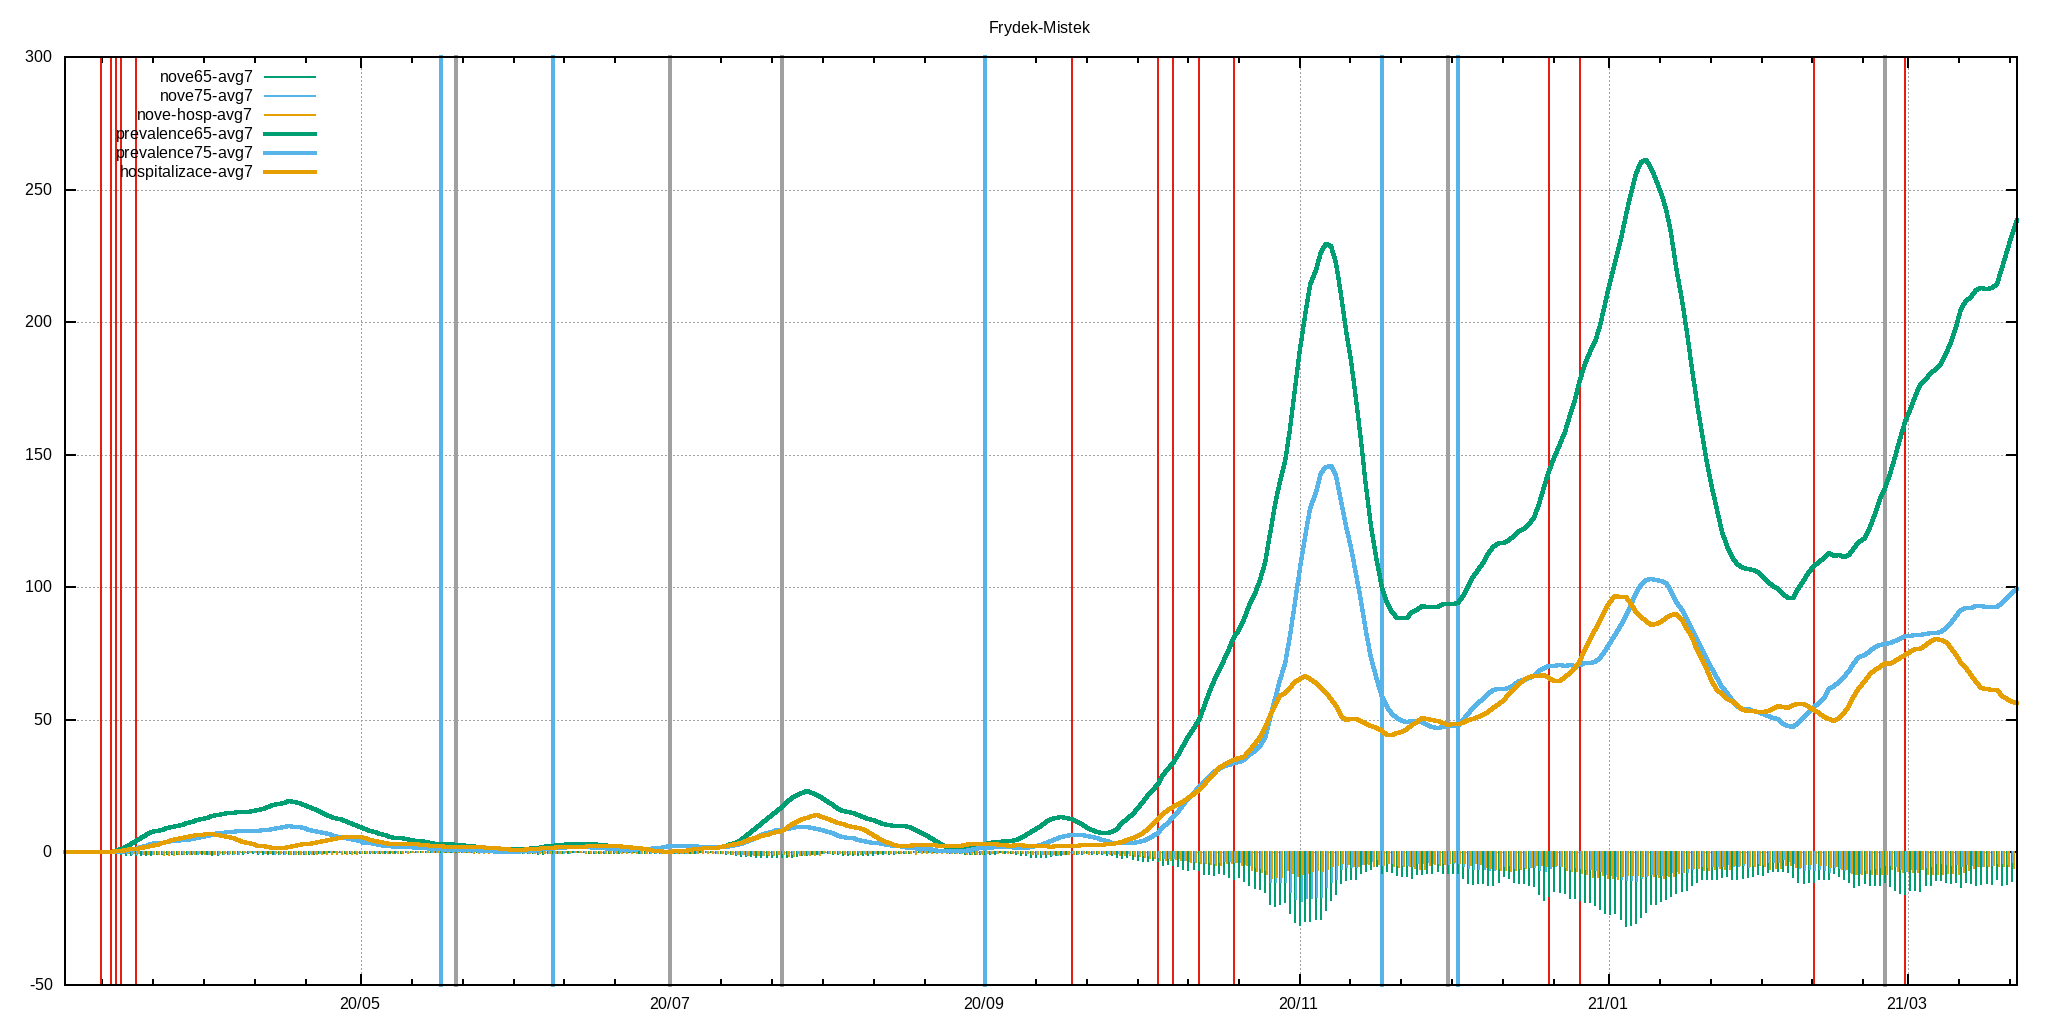 Frydek-Mistek
300
250
200
150
100
50
0
-50
nove65-avg7
nove75-avg7
nove-hosp-avg7
prevalence65-avg7
prevalence75-avg7
hospitalizace-avg7
20/05
20/07
20/09
20/11
21/01
21/03